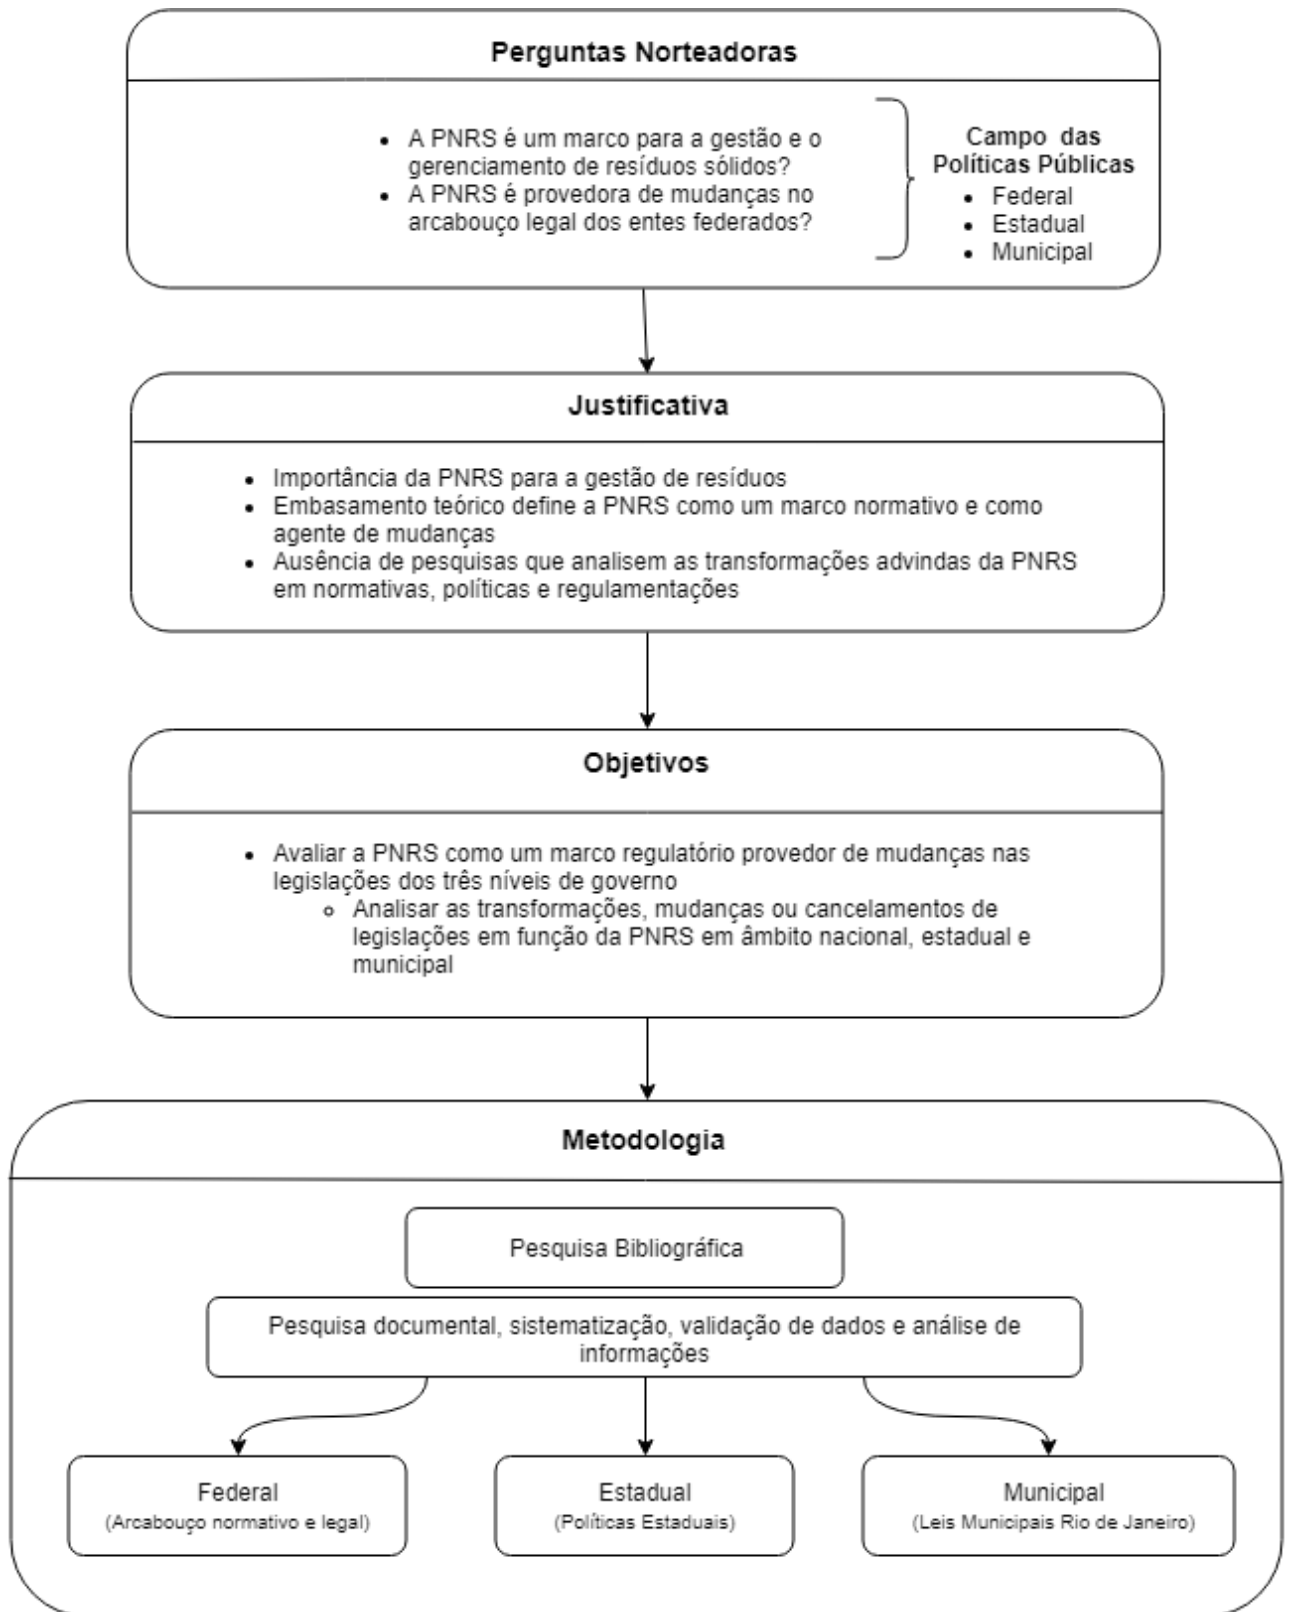 Perguntas Norteadoras
• A PNRS é um marco para a gestão e o
gerenciamento de resíduos sólidos?
• A PNRS é provedora de mudanças no
arcabouço legal dos entes federados?
Campo das
Políticas Públicas
• Federal
• Estadual
• Municipal
Justificativa
• Importância da PNRS para a gestão de resíduos
• Embasamento teórico define a PNRS como um marco normativo e como
agente de mudanças
• Ausência de pesquisas que analisem as transformações advindas da PNRS
em normativas, políticas e regulamentações
Objetivos
• Avaliar a PNRS como um marco regulatório provedor de mudanças nas
legislações dos três níveis de governo
○ Analisar as transformações, mudanças ou cancelamentos de
legislações em função da PNRS em âmbito nacional, estadual e
municipal
Metodologia
Pesquisa Bibliográfica
Pesquisa documental, sistematização, validação de dados e análise de
informações
Federal
(Arcabouço normativo e legal)
Estadual
(Políticas Estaduais)
Municipal
(Leis Municipais Rio de Janeiro)